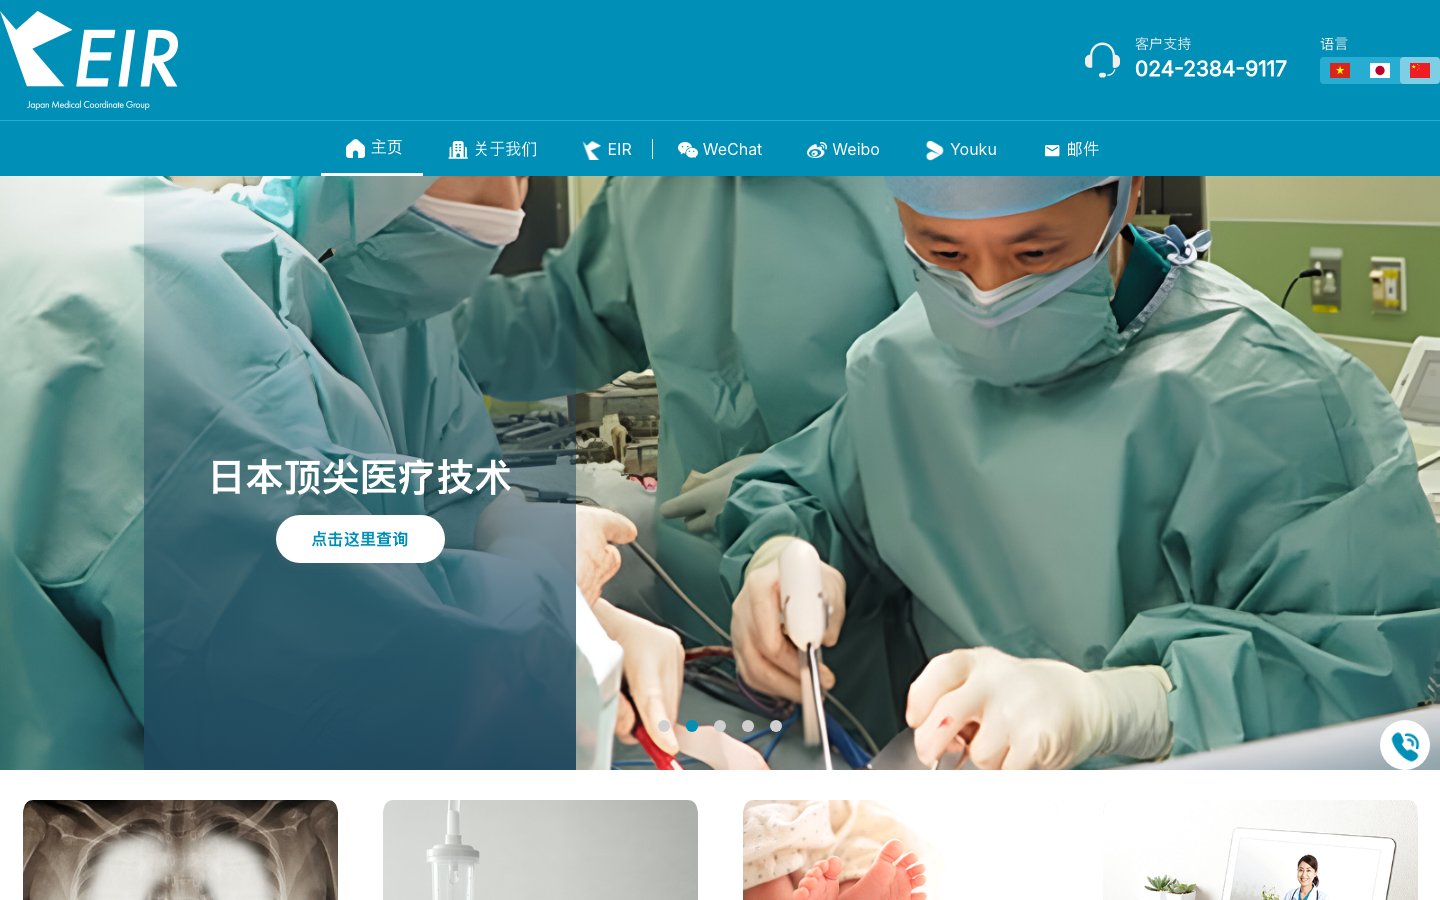 EIR
Japan Medical Coordinate Group
客户支持
024-2384-9117
语言
主页
关于我们
EIR
WeChat
Weibo
Youku
邮件
日本顶尖医疗技术
点击这里查询